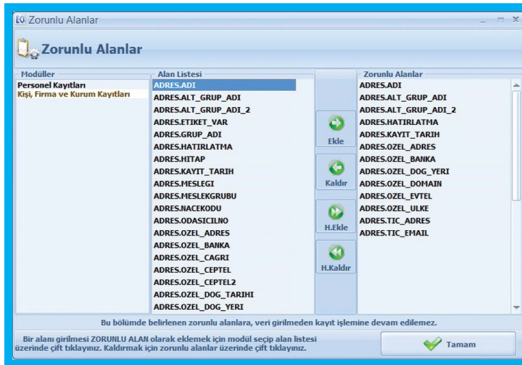 Zorunlu Alanlar
Zorunlu Alanlar
Modüller
Personel Kayıtları
Kişi, Firma ve Kurum Kayıtları
Alan Listesi
ADRES.ADI
ADRES.ALT_GRUP_ADI
ADRES.ALT_GRUP_ADI_2
ADRES.ETIKET_VAR
ADRES.GRUP_ADI
ADRES.HATIRLATMA
ADRES.HITAP
ADRES.KAYIT_TARIH
ADRES.MESLEGI
ADRES.MESLEKGRUBU
ADRES.NACEKODU
ADRES.ODASICILNO
ADRES.OZEL_ADRES
ADRES.OZEL_BANKA
ADRES.OZEL_CAGRI
ADRES.OZEL_CEPTEL
ADRES.OZEL_CEPTEL2
ADRES.OZEL_DOG_TARIHI
ADRES.OZEL_DOG_YERI
Ekle
Kaldır
H.Ekle
H.Kaldır
Zorunlu Alanlar
ADRES.ADI
ADRES.ALT_GRUP_ADI
ADRES.ALT_GRUP_ADI_2
ADRES.HATIRLATMA
ADRES.KAYIT_TARIH
ADRES.OZEL_ADRES
ADRES.OZEL_BANKA
ADRES.OZEL_DOG_YERI
ADRES.OZEL_DOMAIN
ADRES.OZEL_EVTEL
ADRES.OZEL_ULKE
ADRES.TIC_ADRES
ADRES.TIC_EMAIL
Bu bölümde belirlenen zorunlu alanlara, veri girilmeden kayıt işlemine devam edilemez.
Bir alanı girilmesi ZORUNLU ALAN olarak eklemek için modül seçip alan listesi
üzerinde çift tıklayınız. Kaldırmak için zorunlu alanlar üzerinde çift tıklayınız.
Tamam